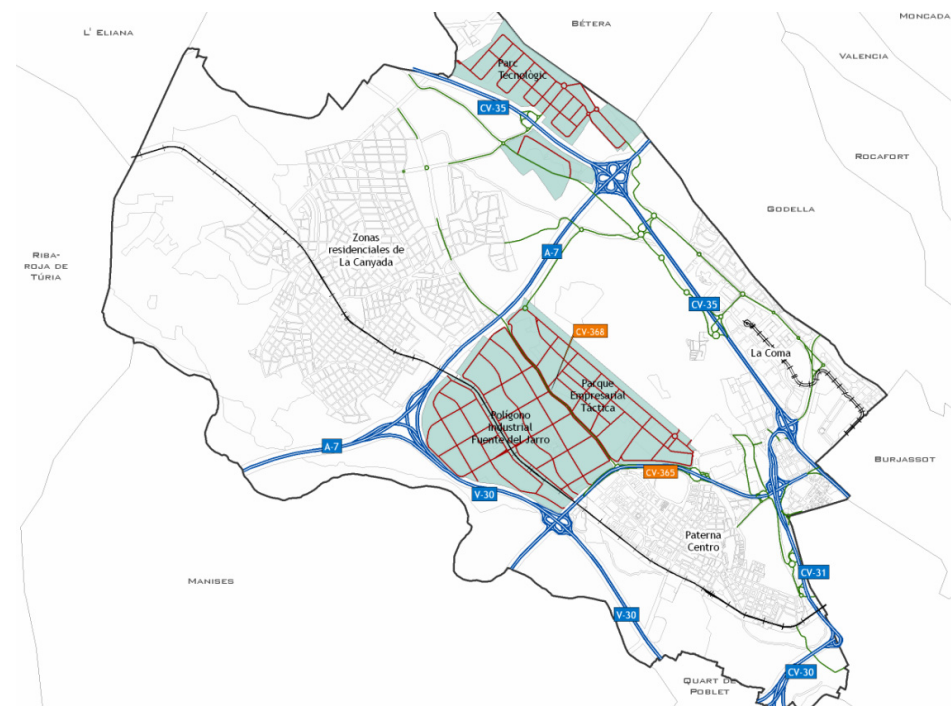 MONCADA
BÉTERA
L' ELIANA
VALENCIA
Parc
Tecnològic
CV-35
ROCAFORT
GODELLA
Zonas
residenciales de
La Canyada
A-7
RIBA-
ROJA DE
TÚRIA
CV-35
CV-368
La Coma
Pacque
Empresarial
Táctica
Polígono
Industrial
Fuente del Jarro
A-7
CV-365
BURJASSOT
V-30
Paterna
Centro
MANISES
CV-31
V-30
CV-30
QUART DE
POBLET